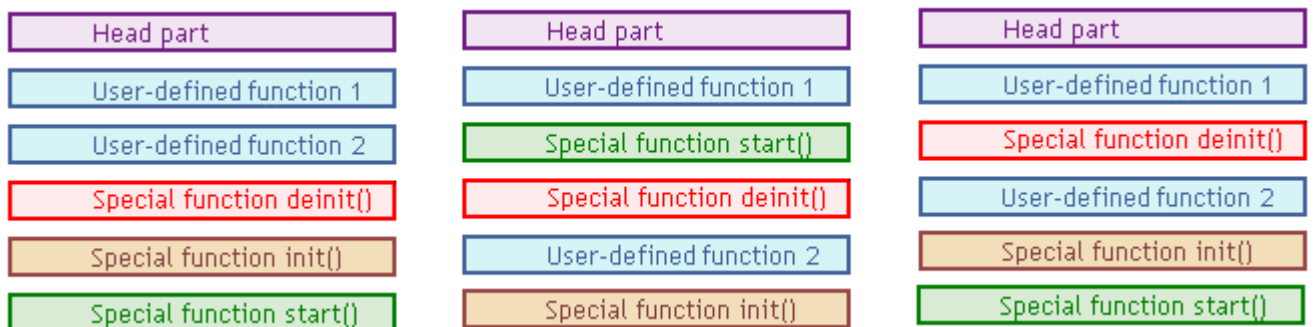 Head part
User-defined function 1
User-defined function 2
Special function deinit()
Special function init()
Special function start()
Head part
User-defined function 1
Special function start()
Special function deinit()
User-defined function 2
Special function init()
Head part
User-defined function 1
Special function deinit()
User-defined function 2
Special function init()
Special function start()